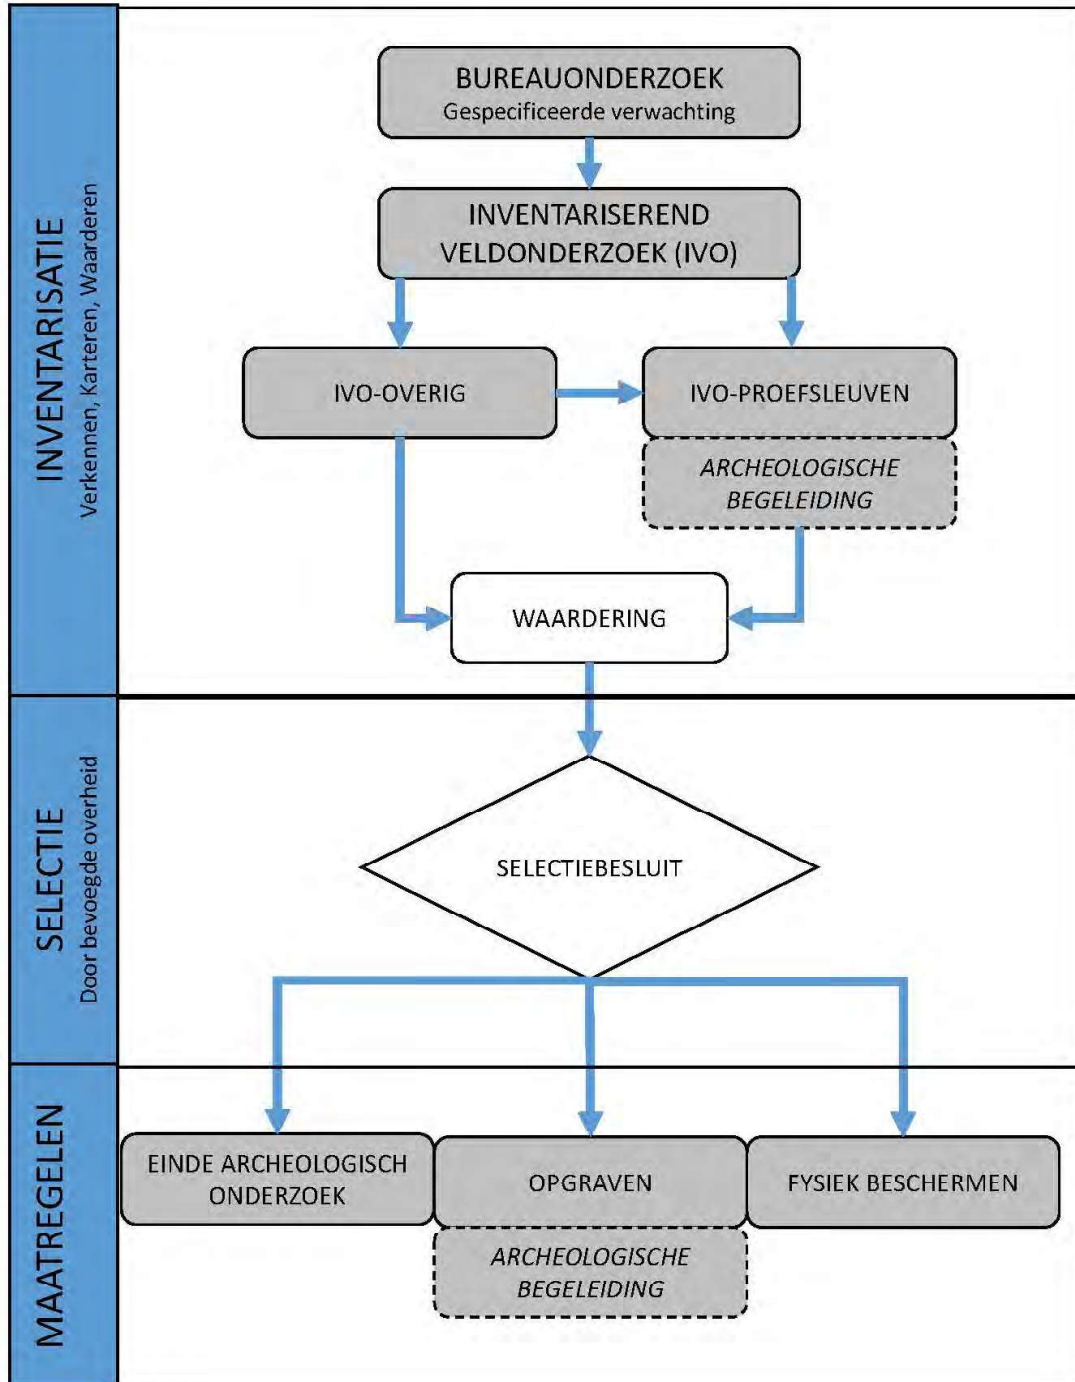 INVENTARISATIE
Verkennen, Karteren, Waarderen
BUREAUONDERZOEK
Gespecificeerde verwachting
INVENTARISEREND
VELDONDERZOEK (IVO)
IVO-OVERIG
IVO-PROEFSLEUVEN
ARCHEOLOGISCHE
BEGELEIDING
WAARDERING
SELECTIE
Door bevoegde overheid
SELECTIEBESLUIT
MAATREGELEN
EINDE ARCHEOLOGISCH
ONDERZOEK
OPGRAVEN
ARCHEOLOGISCHE
BEGELEIDING
FYSIEK BESCHERMEN